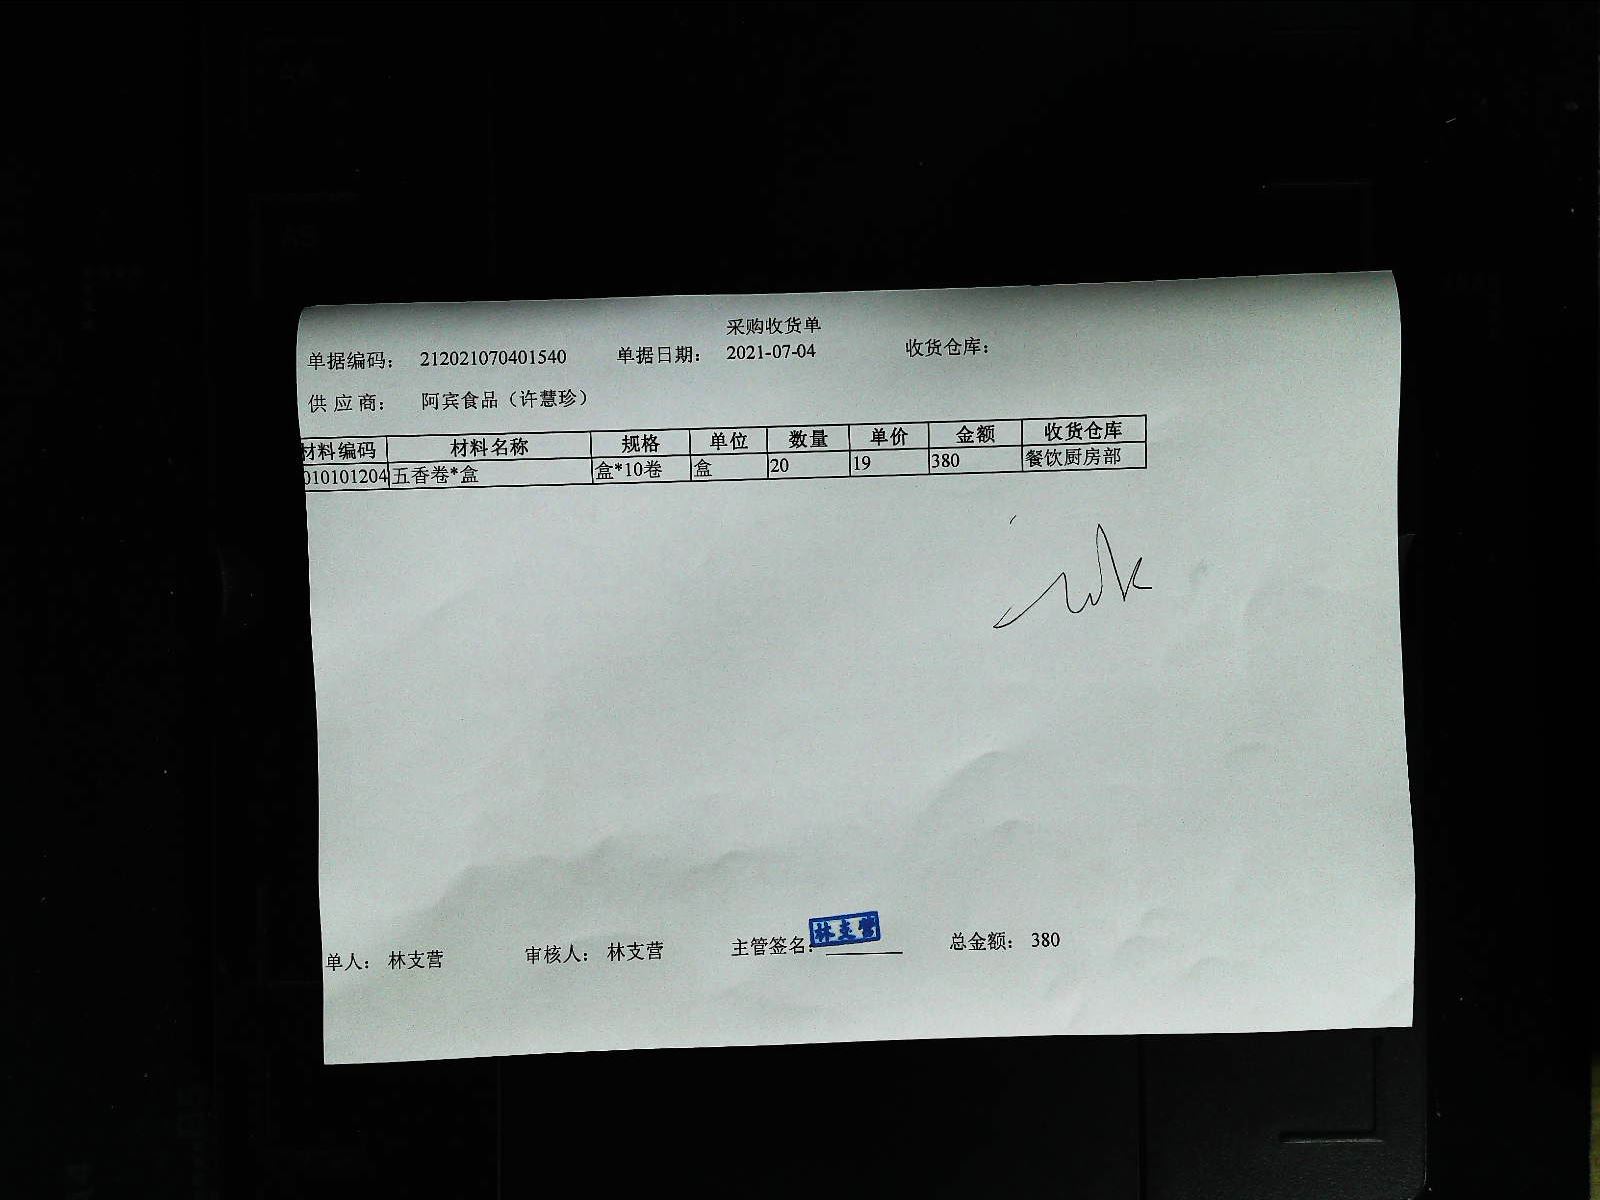 采购收货单
单据编码： 212021070401540 单据日期： 2021-07-04 收货仓库：
供 应 商： 阿宾食品（许慧珍）
材料编码 材料名称 规格 单位 数量 单价 金额 收货仓库
010101204 五香卷*盒 盒*10卷 盒 20 19 380 餐饮厨房部
单人： 林支营 审核人： 林支营 主管签名： 林支营 总金额： 380